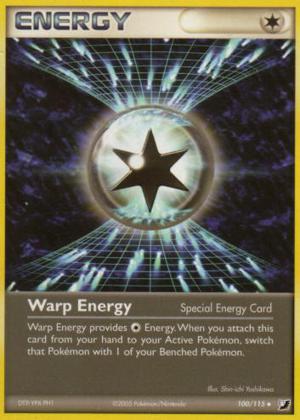 ENERGY
Warp Energy Special Energy Card
Warp Energy provides Energy. When you attach this
card from your hand to your Active Pokémon, switch
that Pokémon with 1 of your Benched Pokémon.
Illus. Shin-ichi Yoshikawa
©2005 Pokémon/Nintendo 100/115